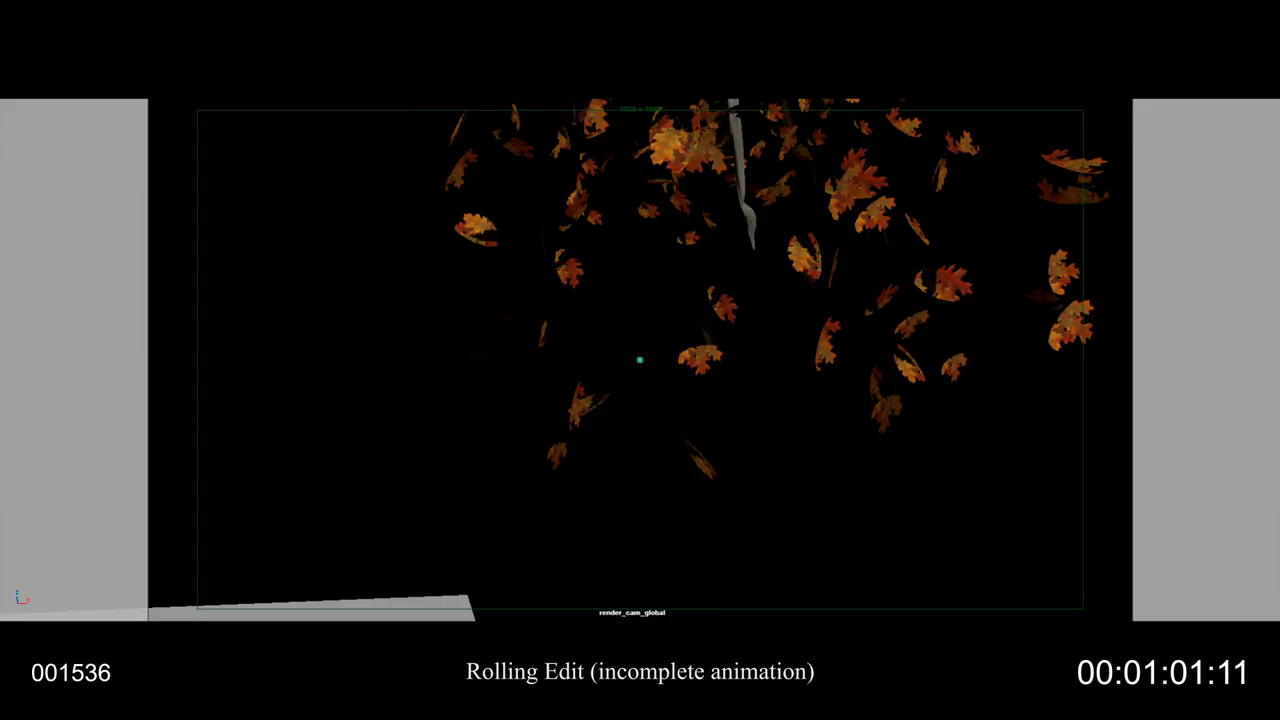 render_cam_global
001536
Rolling Edit (incomplete animation)
00:01:01:11